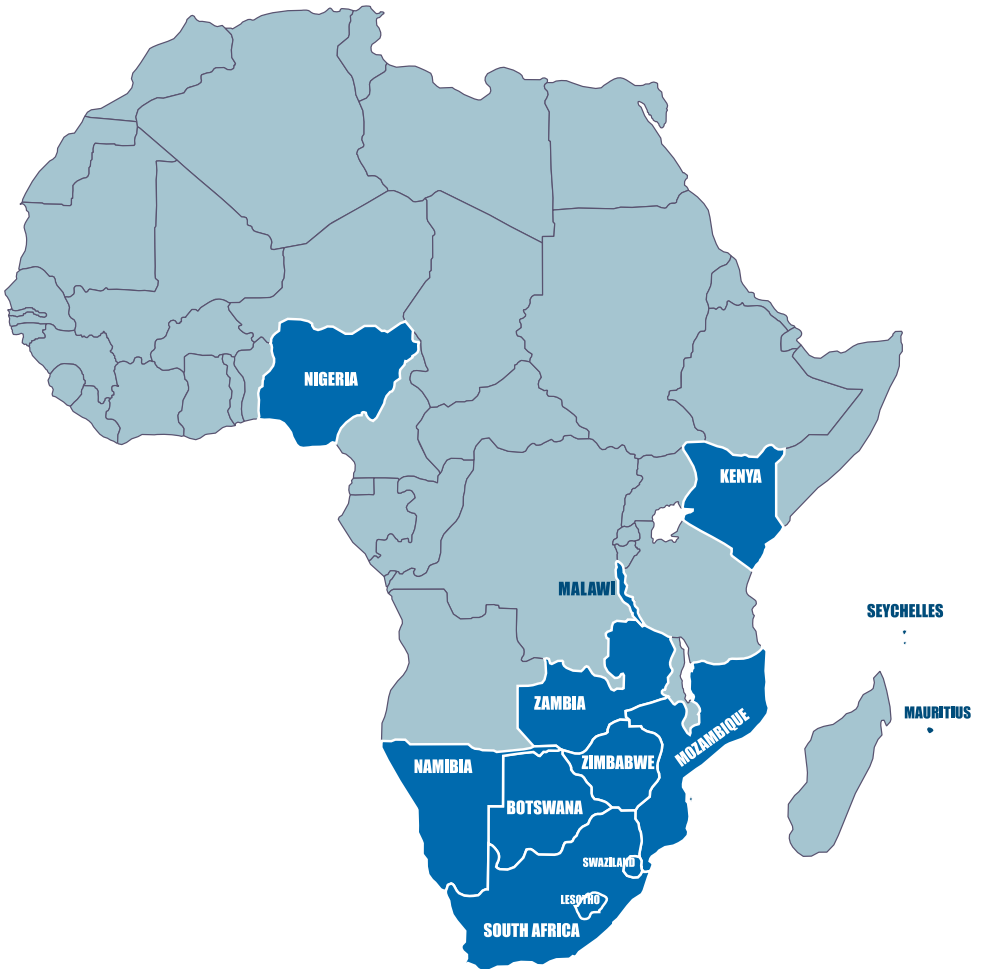 NIGERIA
KENYA
MALAWI
SEYCHELLES
ZAMBIA
MAURITIUS
MOZAMBIQUE
NAMIBIA
ZIMBABWE
BOTSWANA
SWAZILAND
LESOTHO
SOUTH AFRICA